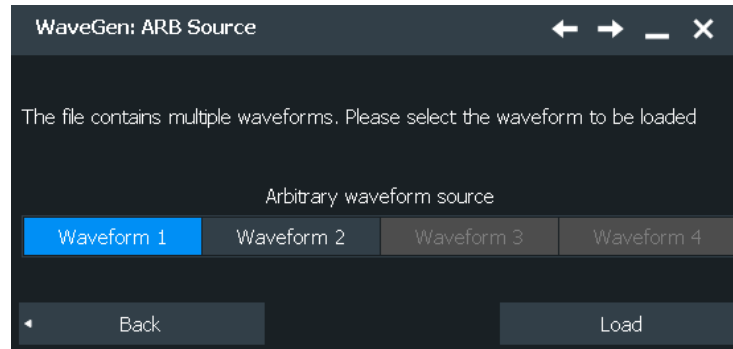 WaveGen: ARB Source
The file contains multiple waveforms. Please select the waveform to be loaded
Arbitrary waveform source
Waveform 1 Waveform 2 Waveform 3 Waveform 4
Back Load